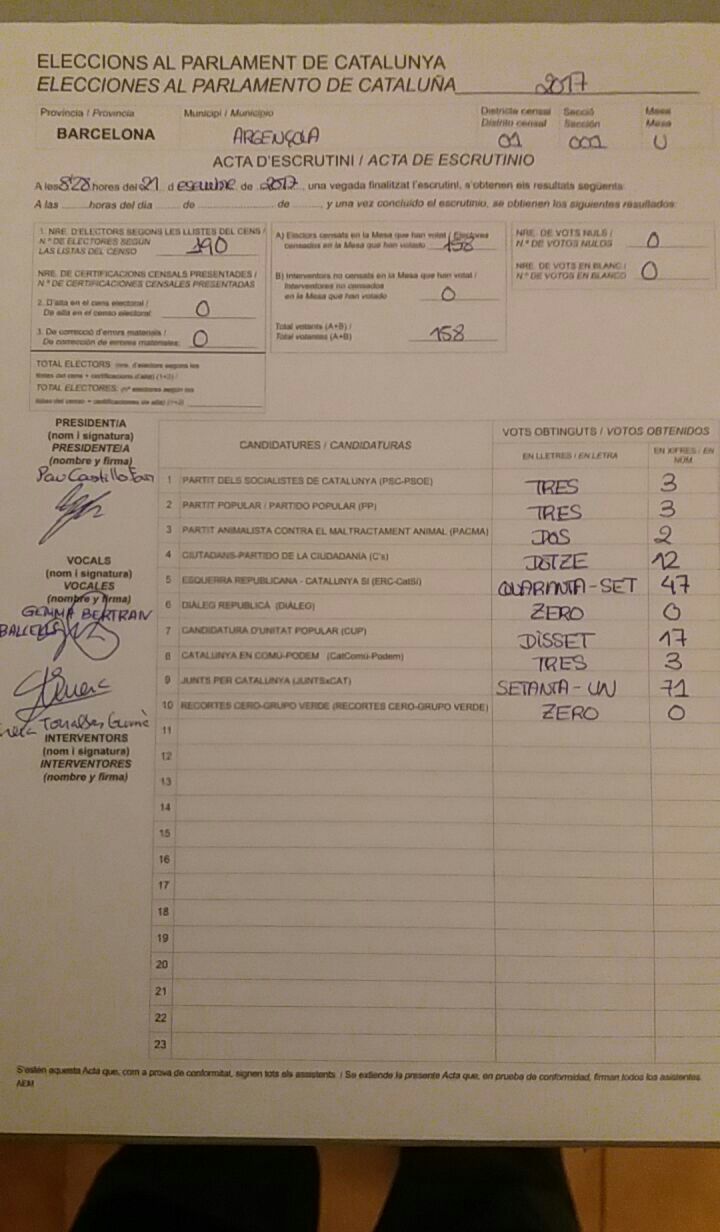 ELECCIONS AL PARLAMENT DE CATALUNYA
ELECCIONES AL PARLAMENTO DE CATALUÑA 2017
Província / Provincia Municipi / Municipio Districte censal Secció Mesa
Distrito censal Sección Mesa
BARCELONA ARGENÇOLA 01 001 U
ACTA D'ESCRUTINI / ACTA DE ESCRUTINIO
A les 8'28 hores del 21 d esembre de 2017, una vegada finalitzat l'escrutini, s'obtenen els resultats següents:
A las hores del día de de , y una vez concluido el escrutinio, se obtienen los siguientes resultados:
1. NRE. D'ELECTORS SEGONS LES LLISTES DEL CENS /
N.º DE ELECTORES SEGÚN
LAS LISTAS DEL CENSO 190
NRE. DE CERTIFICACIONS CENSALS PRESENTADES /
N.º DE CERTIFICACIONES CENSALES PRESENTADAS
2. D'alta en el cens electoral /
De alta en el censo electoral: 0
3. De correcció d'errors materials /
De corrección de errores materiales: 0
TOTAL ELECTORS (nre. d'electors segons les
llistes del cens + certificacions d'alta) (1+2) /
TOTAL ELECTORES: (nº electores según las
listas del censo + certificaciones de alta) (1+2)
A) Electors censats en la Mesa que han votat / Electores
censados en la Mesa que han votado 158
B) Interventors no censats en la Mesa que han votat /
Interventores no censados
en la Mesa que han votado 0
Total votants (A+B) /
Total votantes (A+B) 158
NRE. DE VOTS NULS /
N.º DE VOTOS NULOS 0
NRE. DE VOTS EN BLANC /
N.º DE VOTOS EN BLANCO 0
PRESIDENT/A
(nom i signatura)
PRESIDENTE/A
(nombre y firma)
Pau Castillo
VOCALS
(nom i signatura)
VOCALES
(nombre y firma)
GEMMA BERTRAN
BALCELLS
INTERVENTORS
(nom i signatura)
INTERVENTORES
(nombre y firma)
CANDIDATURES / CANDIDATURAS VOTS OBTINGUTS / VOTOS OBTENIDOS
EN LLETRES / EN LETRA EN XIFRES / EN
NÚM.
1 PARTIT DELS SOCIALISTES DE CATALUNYA (PSC-PSOE) TRES 3
2 PARTIT POPULAR / PARTIDO POPULAR (PP) TRES 3
3 PARTIT ANIMALISTA CONTRA EL MALTRACTAMENT ANIMAL (PACMA) DOS 2
4 CIUTADANS-PARTIDO DE LA CIUDADANÍA (C's) DOTZE 12
5 ESQUERRA REPUBLICANA - CATALUNYA SÍ (ERC-CatSí) QUARANTA-SET 47
6 DIÀLEG REPUBLICÀ (DIÀLEG) ZERO 0
7 CANDIDATURA D'UNITAT POPULAR (CUP) DISSET 17
8 CATALUNYA EN COMÚ-PODEM (CatComú-Podem) TRES 3
9 JUNTS PER CATALUNYA (JUNTSxCAT) SETANTA-UN 71
10 RECORTES CERO-GRUPO VERDE (RECORTES CERO-GRUPO VERDE) ZERO 0
11
12
13
14
15
16
17
18
19
20
21
22
23
S'estén aquesta Acta que, com a prova de conformitat, signen tots els assistents. / Se extiende la presente Acta que, en prueba de conformidad, firman todos los asistentes.
AEM